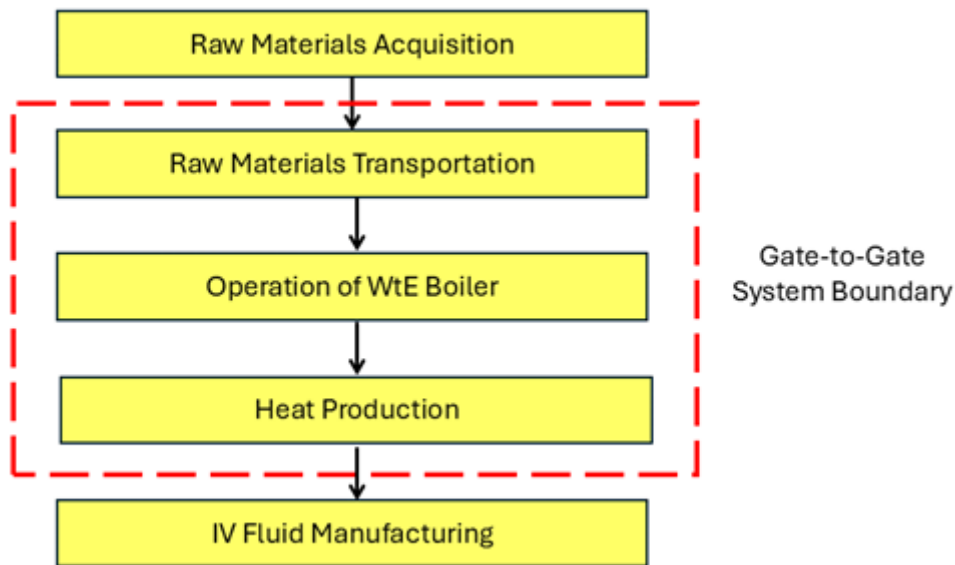 Raw Materials Acquisition
Raw Materials Transportation
Operation of WtE Boiler
Gate-to-Gate
System Boundary
Heat Production
IV Fluid Manufacturing